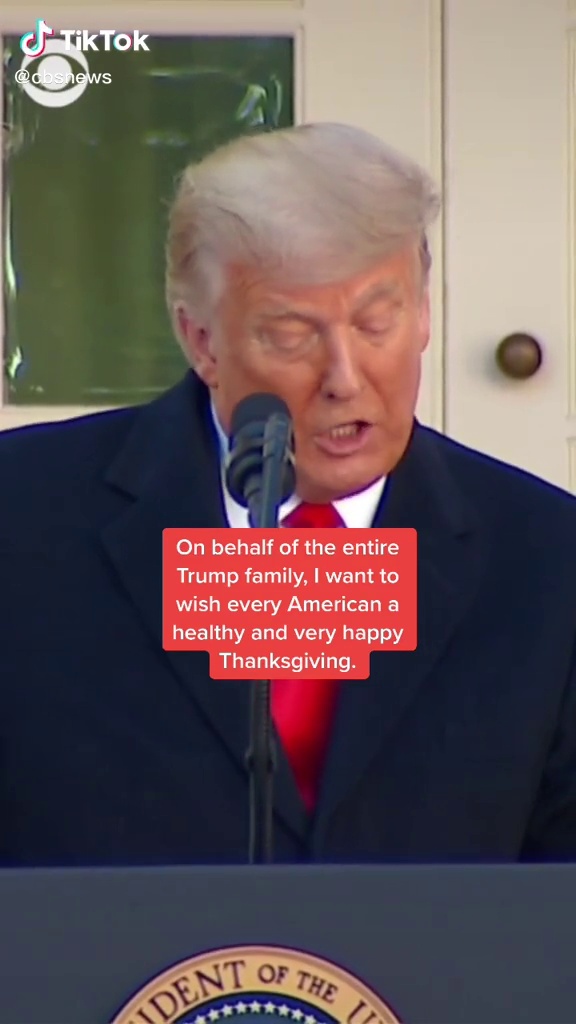 TikTok
@cbsnews
On behalf of the entire
Trump family, I want to
wish every American a
healthy and very happy
Thanksgiving.
IDENT OF THE U